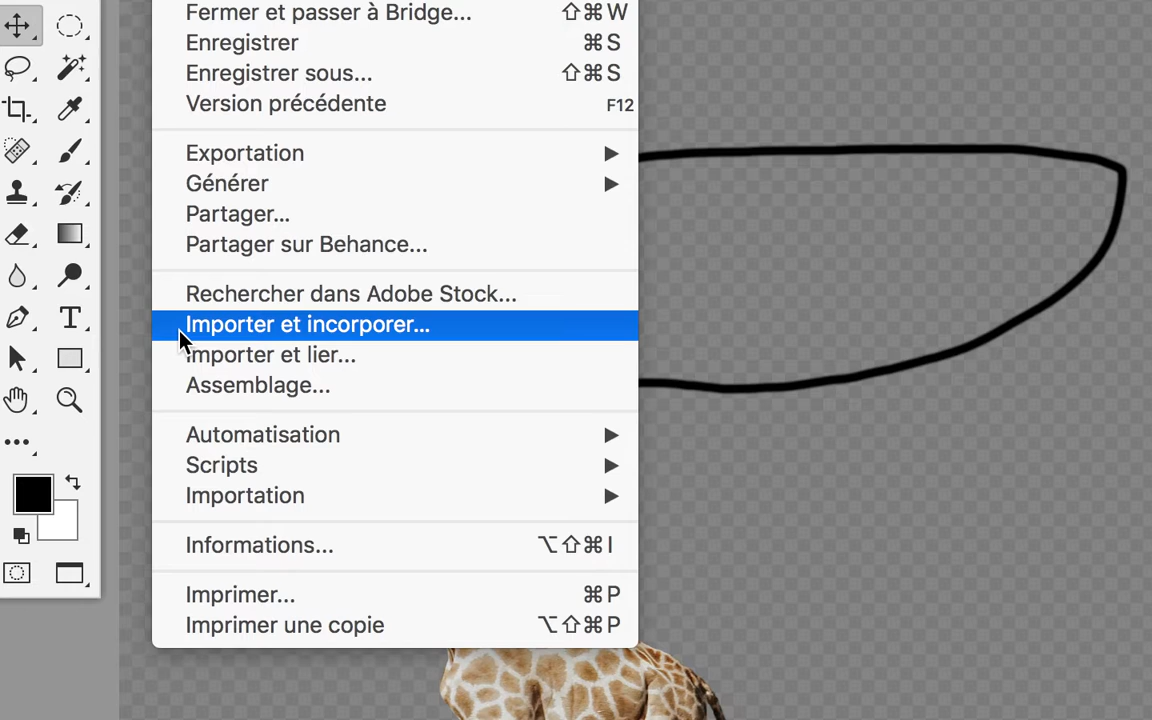 Fermer et passer à Bridge... ⇧⌘W
Enregistrer ⌘S
Enregistrer sous... ⇧⌘S
Version précédente F12
Exportation ▶
Générer ▶
Partager...
Partager sur Behance...
Rechercher dans Adobe Stock...
Importer et incorporer...
Importer et lier...
Assemblage...
Automatisation ▶
Scripts ▶
Importation ▶
Informations... ⌥⇧⌘I
Imprimer... ⌘P
Imprimer une copie ⌥⇧⌘P